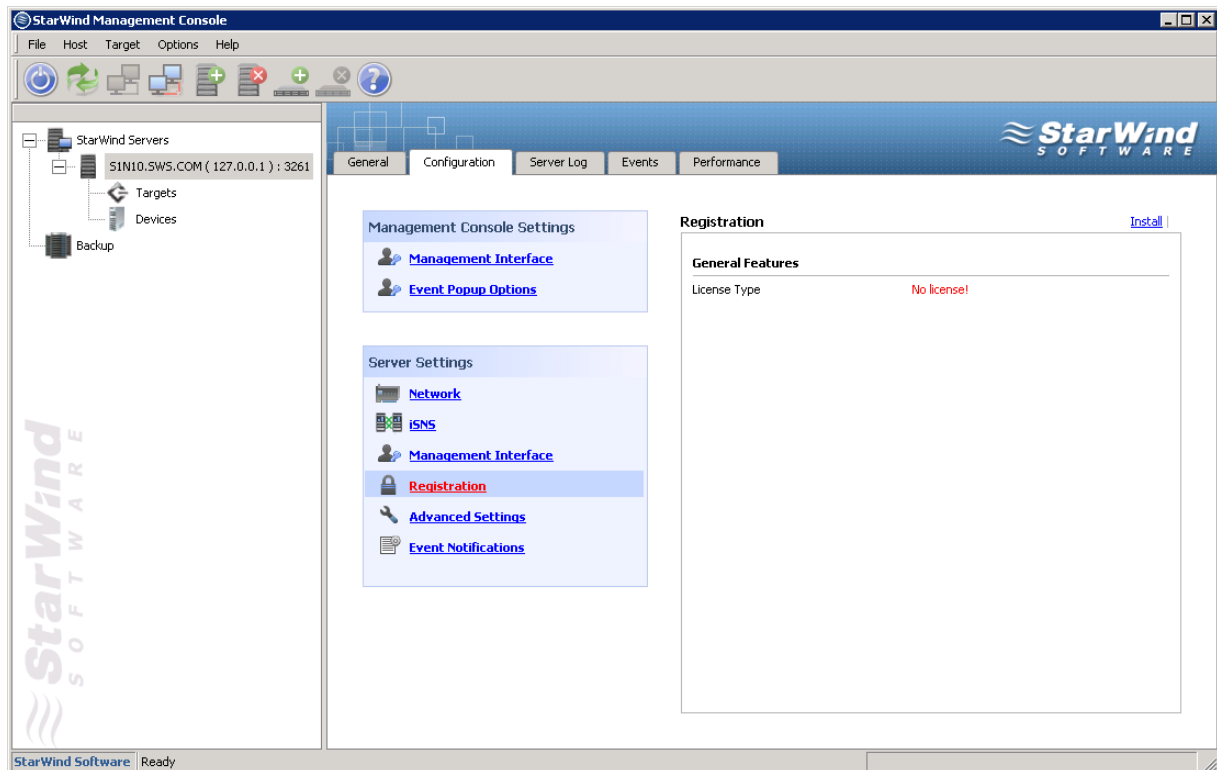 StarWind Management Console
File Host Target Options Help
StarWind Servers
S1N10.SWS.COM ( 127.0.0.1 ) : 3261
Targets
Devices
Backup
StarWind
SOFTWARE
General Configuration Server Log Events Performance
Management Console Settings
Management Interface
Event Popup Options
Server Settings
Network
iSNS
Management Interface
Registration
Advanced Settings
Event Notifications
Registration Install
General Features
License Type No license!
StarWind
SOFTWARE
StarWind Software Ready